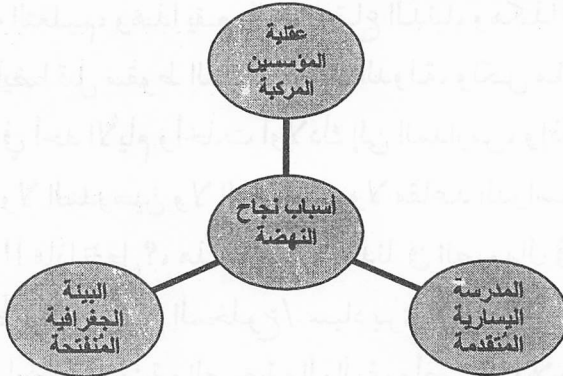 عقلية
المؤسسين
المركبة
أسباب نجاح
النهضة
المدرسة
اليسارية
المتقدمة
البيئة
الجغرافية
المنفتحة